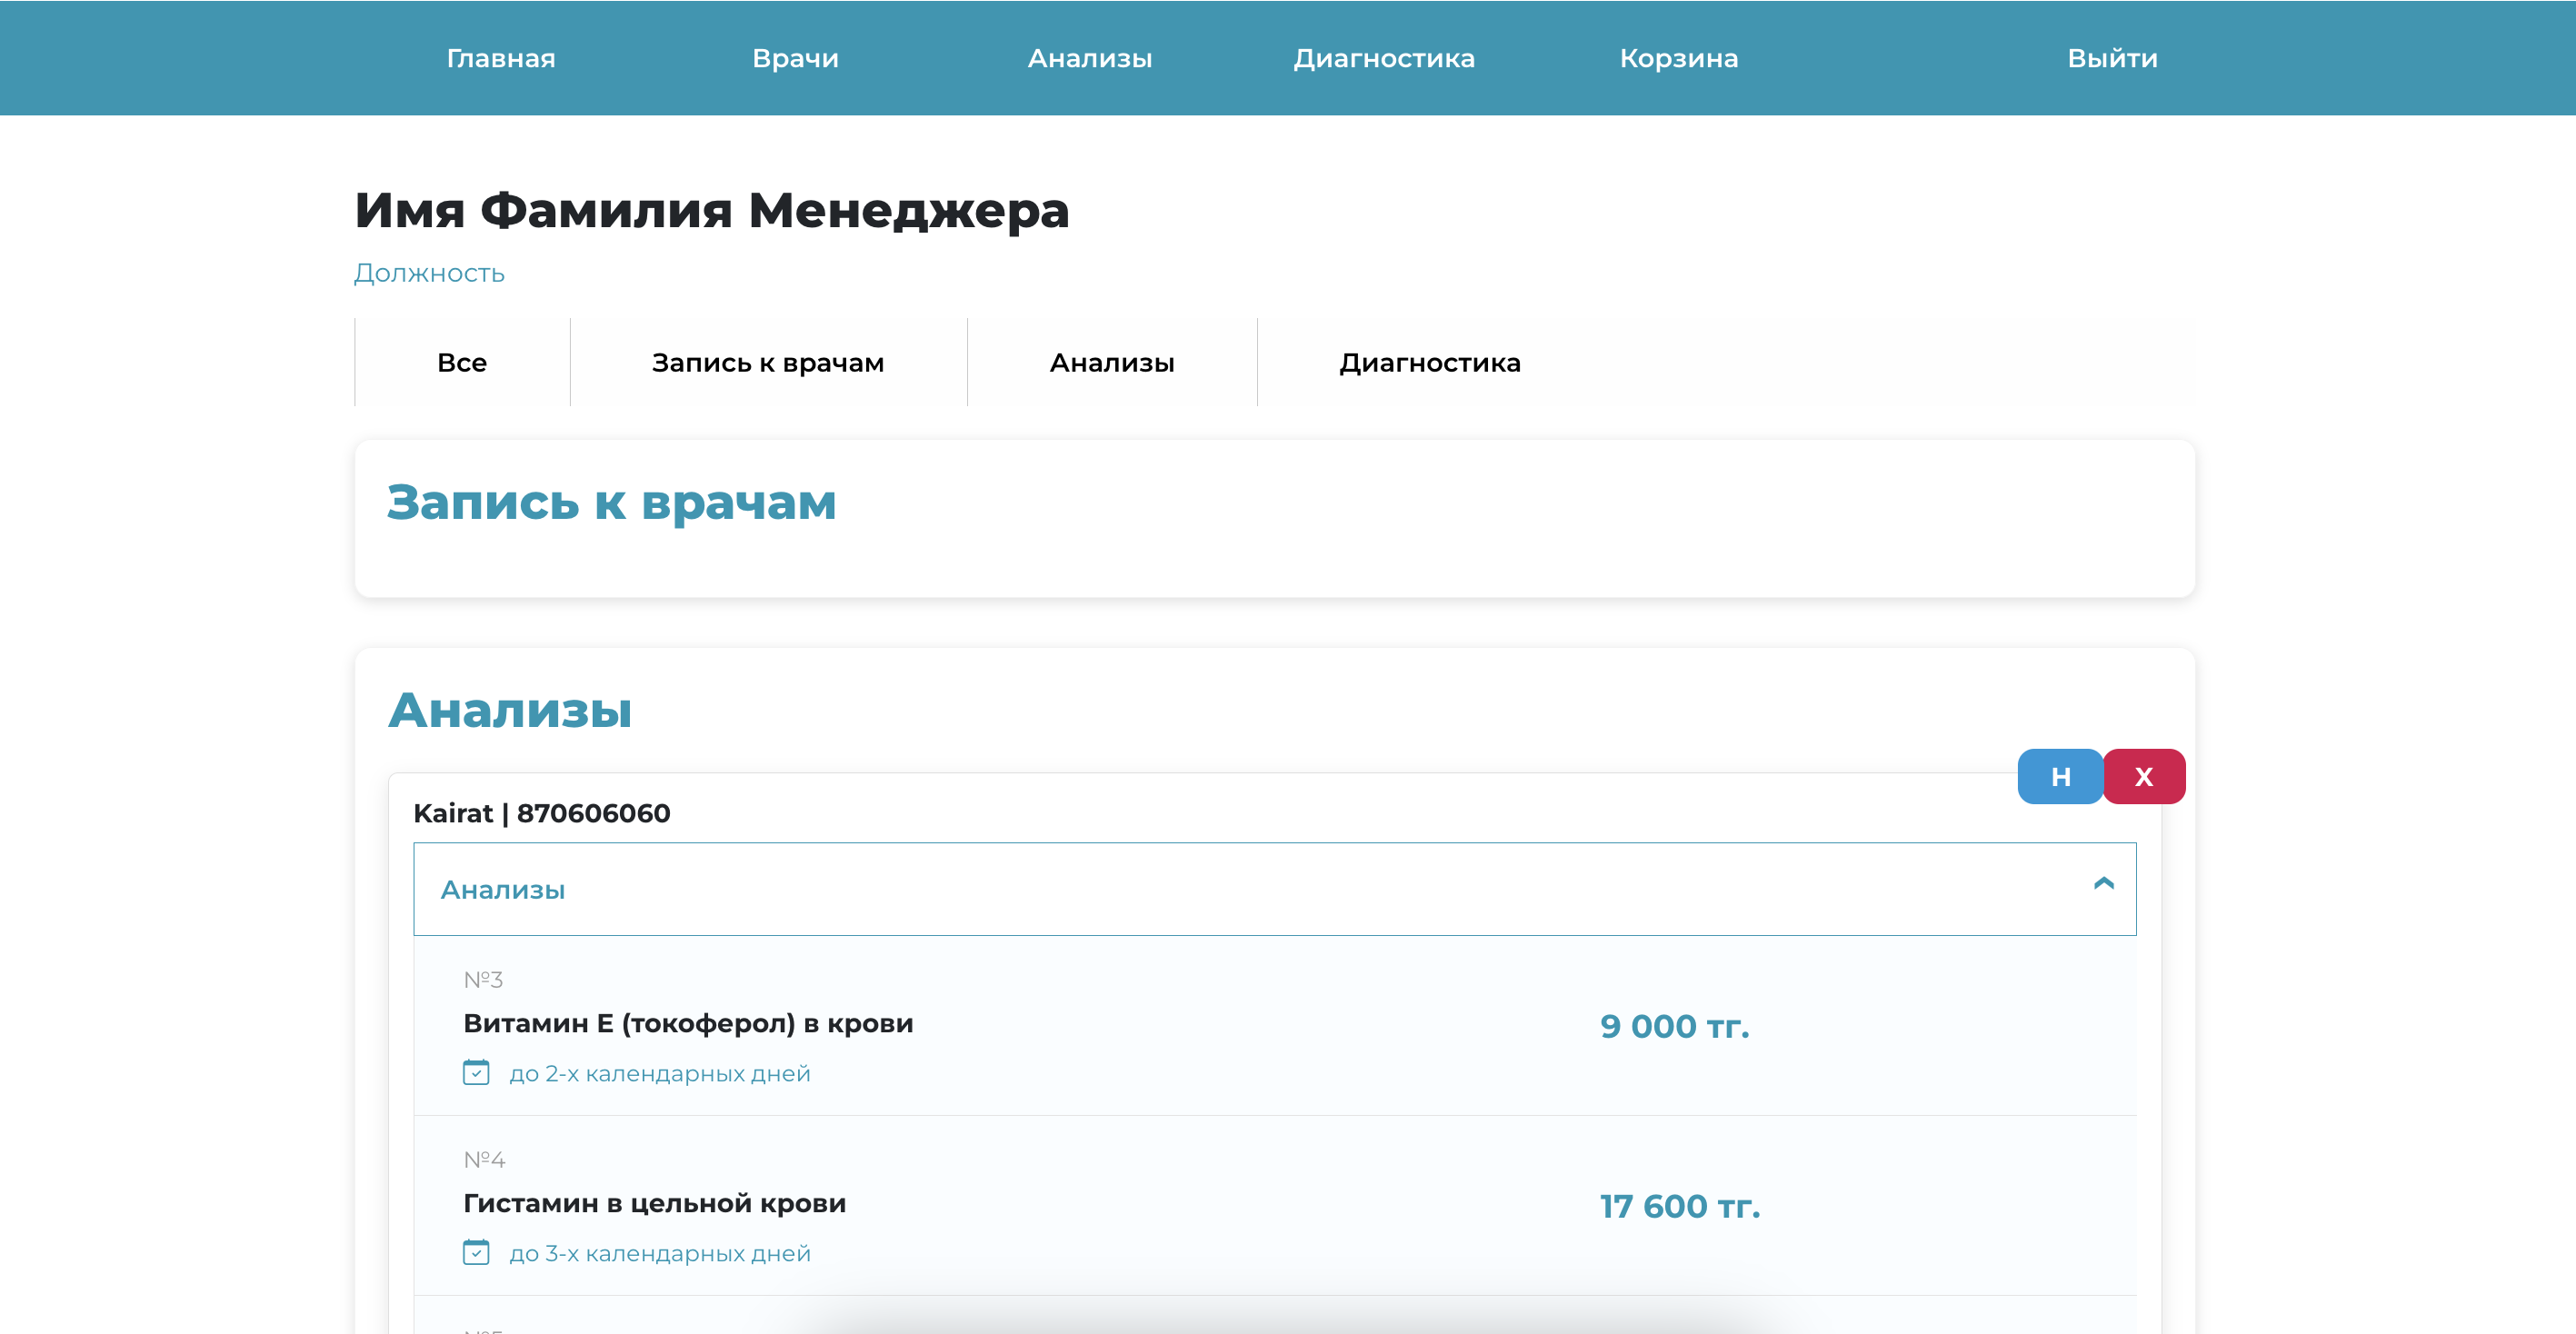 Главная Врачи Анализы Диагностика Корзина Выйти
Имя Фамилия Менеджера
Должность
Все Запись к врачам Анализы Диагностика
Запись к врачам
Анализы
Н X
Kairat | 870606060
Анализы
№3
Витамин Е (токоферол) в крови
9 000 тг.
до 2-х календарных дней
№4
Гистамин в цельной крови
17 600 тг.
до 3-х календарных дней